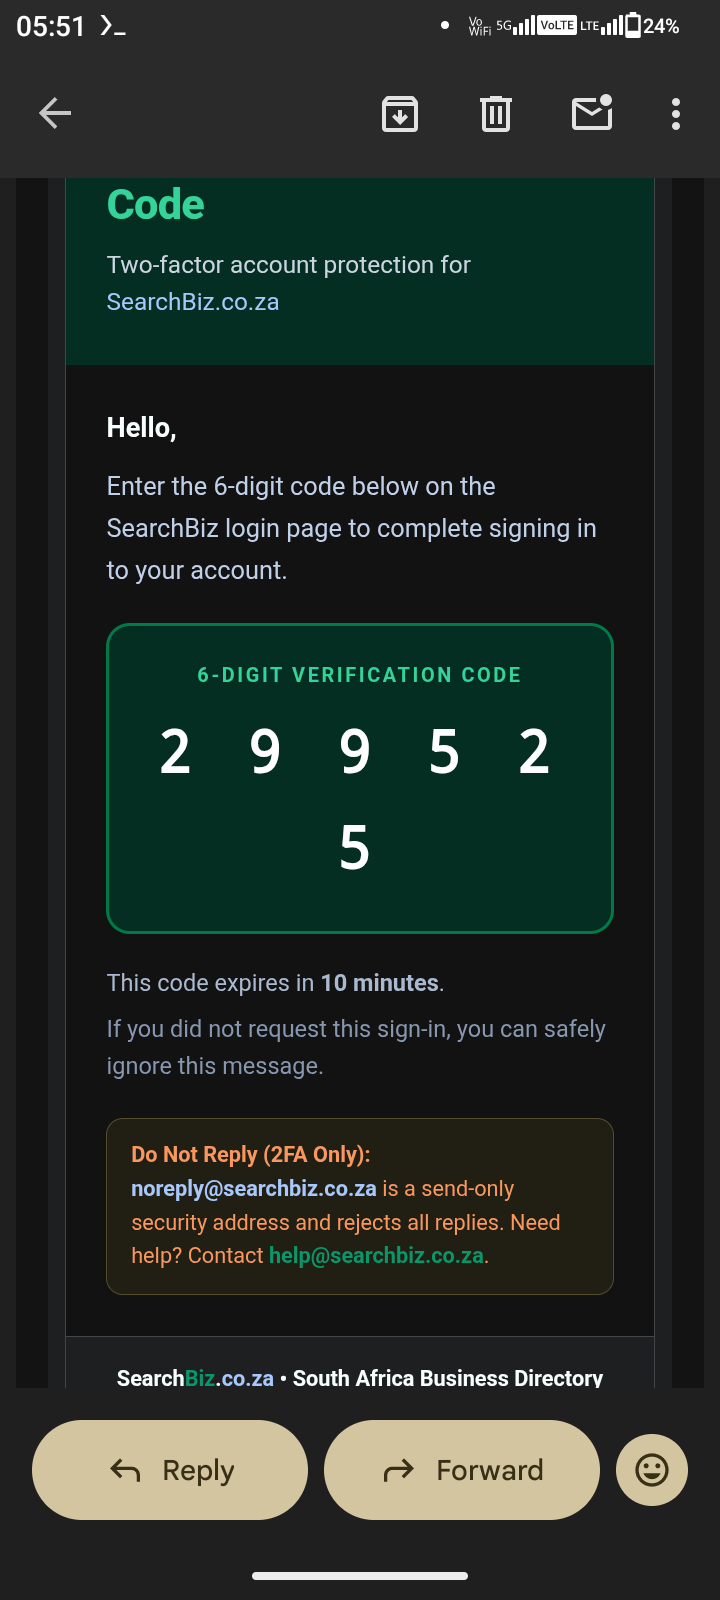 05:51
Vo WiFi 5G VoLTE LTE 24%
Code
Two-factor account protection for
SearchBiz.co.za
Hello,
Enter the 6-digit code below on the
SearchBiz login page to complete signing in
to your account.
6-DIGIT VERIFICATION CODE
2 9 9 5 2
5
This code expires in 10 minutes.
If you did not request this sign-in, you can safely
ignore this message.
Do Not Reply (2FA Only):
noreply@searchbiz.co.za is a send-only
security address and rejects all replies. Need
help? Contact help@searchbiz.co.za.
SearchBiz.co.za • South Africa Business Directory
Reply
Forward